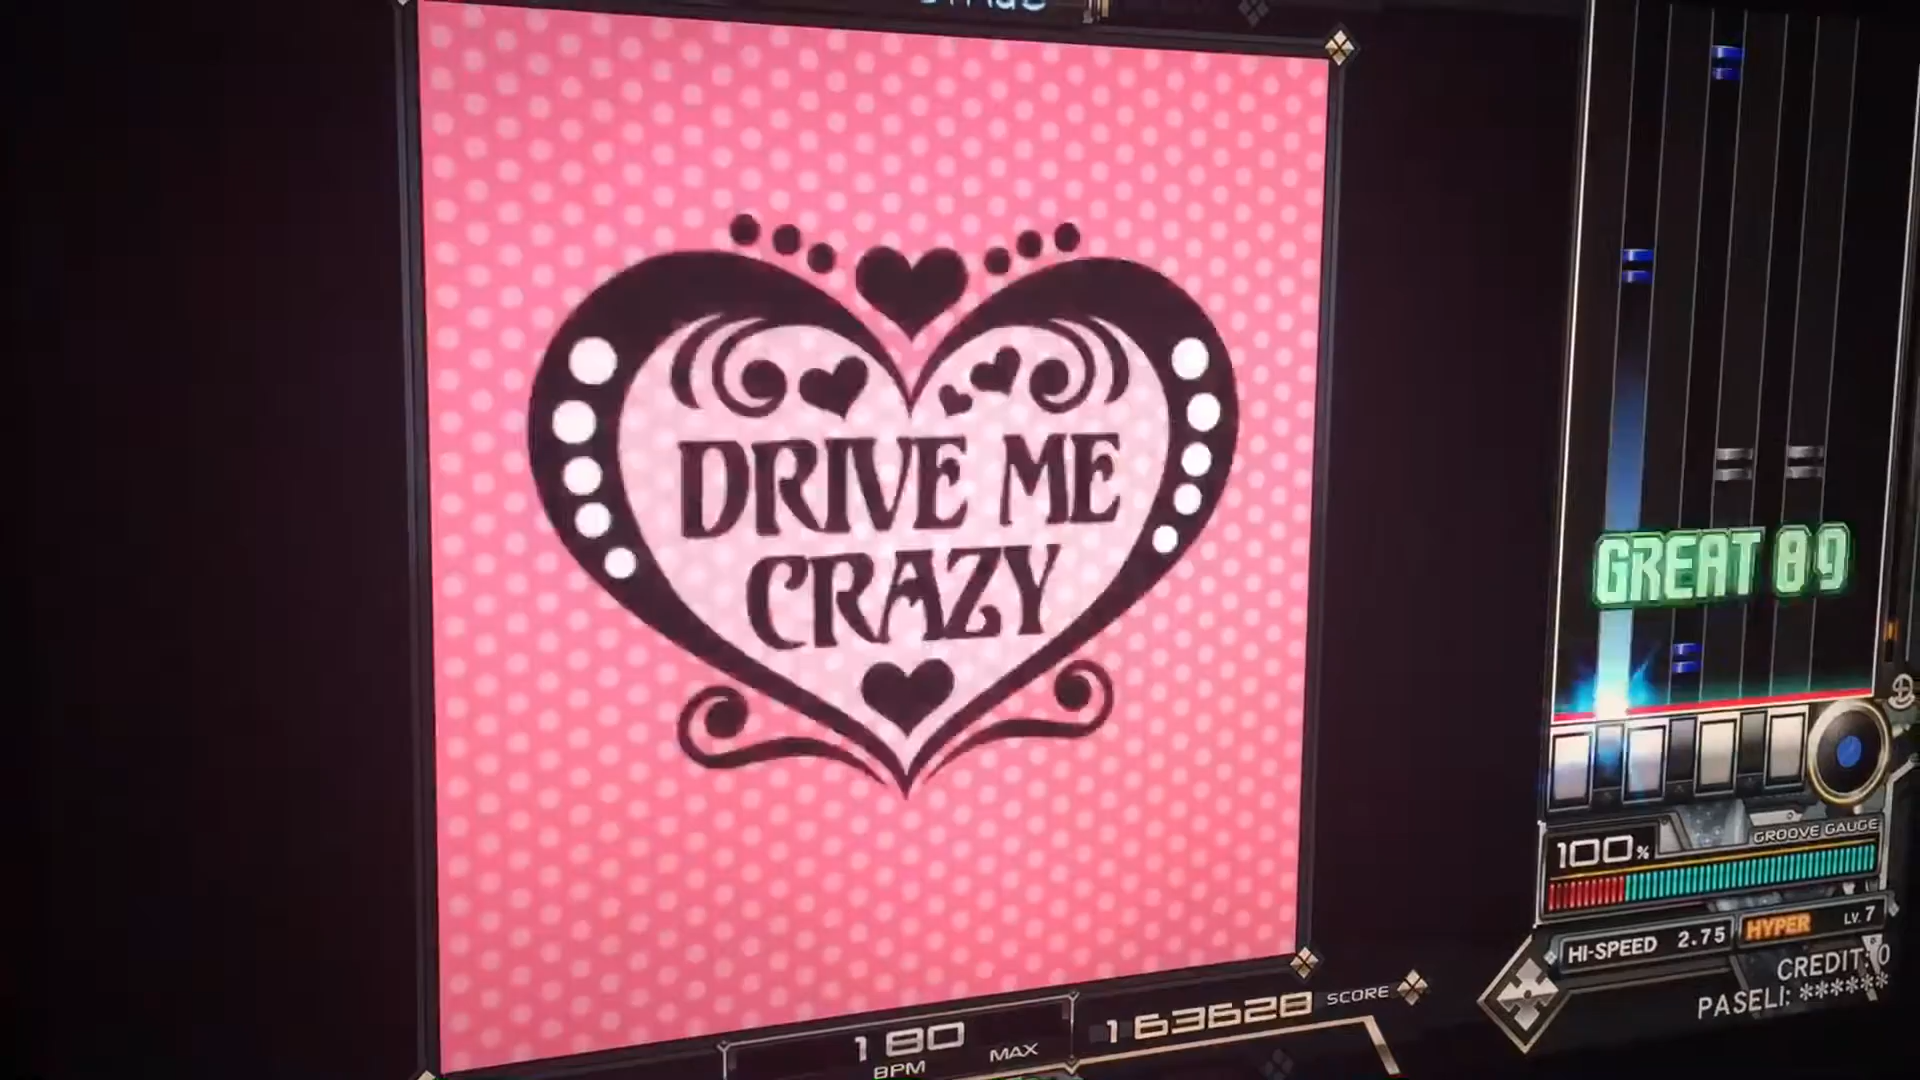 DRIVE ME
CRAZY
GREAT 89
100%
GROOVE GAUGE
HI-SPEED 2.75
HYPER
LV.7
CREDIT:0
PASELI:******
180
BPM
MAX
163628 SCORE